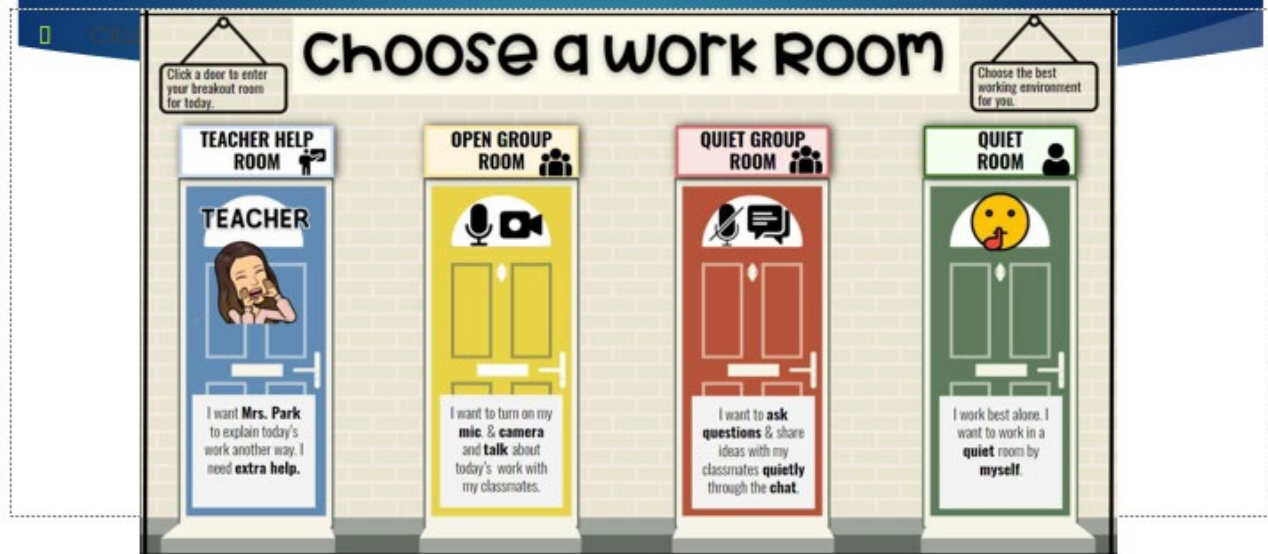 Choose a work Room
Click a door to enter
your breakout room
for today.
Choose the best
working environment
for you.
TEACHER HELP
ROOM
OPEN GROUP
ROOM
QUIET GROUP
ROOM
QUIET
ROOM
TEACHER
I want Mrs. Park
to explain today's
work another way. I
need extra help.
I want to turn on my
mic. & camera
and talk about
today's work with
my classmates.
I want to ask
questions & share
ideas with my
classmates quietly
through the chat.
I work best alone. I
want to work in a
quiet room by
myself.